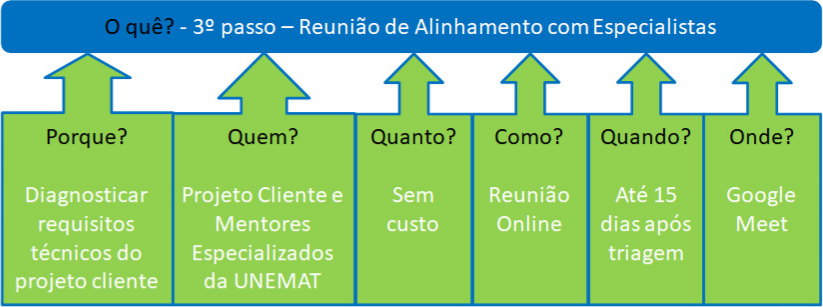 O quê? - 3º passo – Reunião de Alinhamento com Especialistas
Porque?
Diagnosticar
requisitos
técnicos do
projeto cliente
Quem?
Projeto Cliente e
Mentores
Especializados
da UNEMAT
Quanto?
Sem
custo
Como?
Reunião
Online
Quando?
Até 15
dias após
triagem
Onde?
Google
Meet